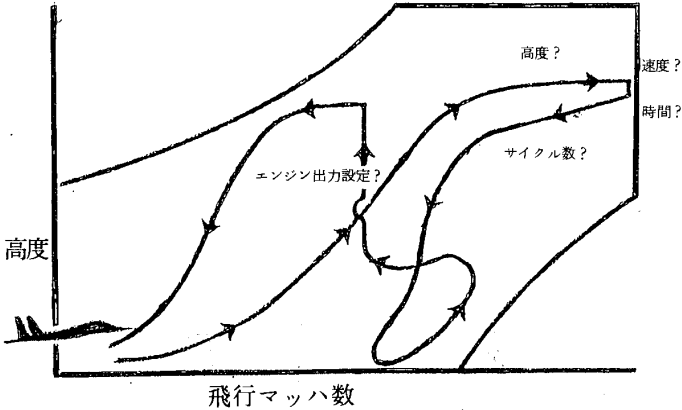 高度？
速度？
時間？
サイクル数？
エンジン出力設定？
高度
飛行マッハ数